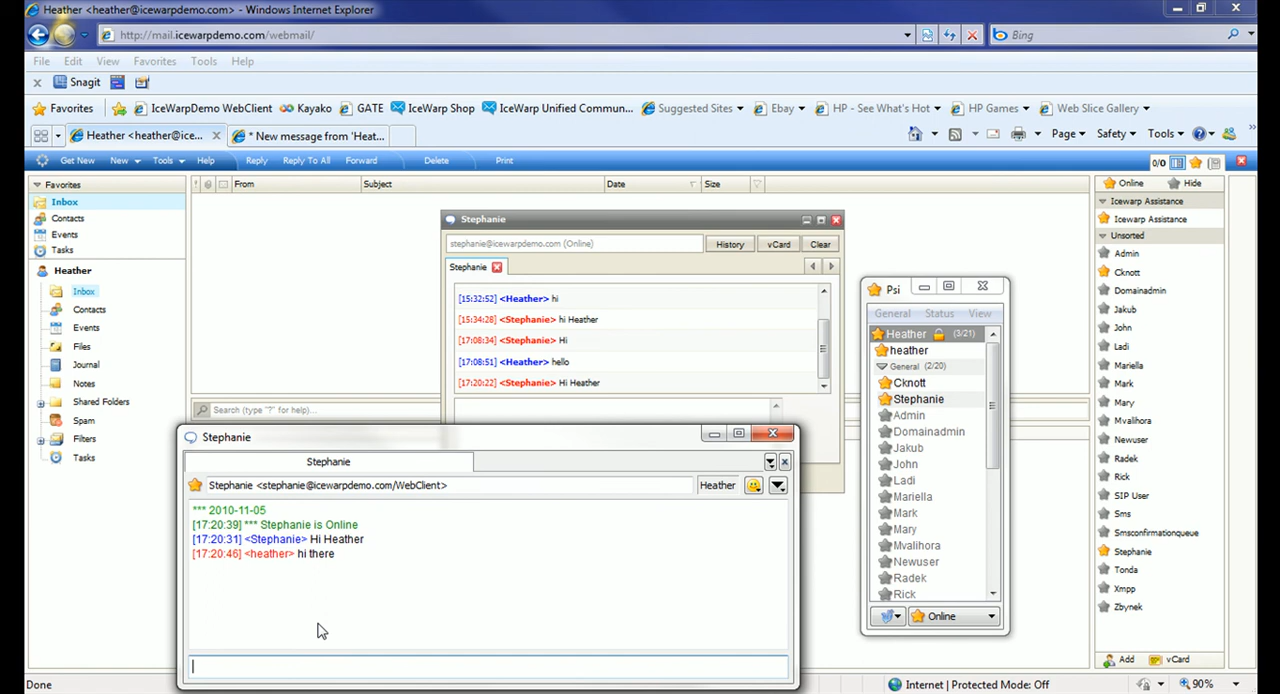 Heather <heather@icewarpdemo.com> - Windows Internet Explorer
http://mail.icewarpdemo.com/webmail/
Bing
File Edit View Favorites Tools Help
Snagit
Favorites IceWarpDemo WebClient Kayako GATE IceWarp Shop IceWarp Unified Commun... Suggested Sites Ebay HP - See What's Hot HP Games Web Slice Gallery
Heather <heather@ice... * New message from 'Heat...
Page Safety Tools
Get New New Tools Help Reply Reply To All Forward Delete Print 0/0
Favorites
Inbox
Contacts
Events
Tasks
Heather
Inbox
Contacts
Events
Files
Journal
Notes
Shared Folders
Spam
Filters
Tasks
From Subject Date Size
Search (type "?" for help)...
Stephanie
stephanie@icewarpdemo.com (Online) History vCard Clear
Stephanie
[15:32:52] <Heather> hi
[15:34:28] <Stephanie> hi Heather
[17:08:34] <Stephanie> Hi
[17:08:51] <Heather> hello
[17:20:22] <Stephanie> Hi Heather
Stephanie
Stephanie
Stephanie <stephanie@icewarpdemo.com/WebClient> Heather
*** 2010-11-05
[17:20:39] *** Stephanie is Online
[17:20:31] <Stephanie> Hi Heather
[17:20:46] <heather> hi there
Psi
General Status View
Heather (3/21)
heather
General (2/20)
Cknott
Stephanie
Admin
Domainadmin
Jakub
John
Ladi
Mariella
Mark
Mary
Mvalihora
Newuser
Radek
Rick
Online
Online Hide
Icewarp Assistance
Icewarp Assistance
Unsorted
Admin
Cknott
Domainadmin
Jakub
John
Ladi
Mariella
Mark
Mary
Mvalihora
Newuser
Radek
Rick
SIP User
Sms
Smsconfirmationqueue
Stephanie
Tonda
Xmpp
Zbynek
Add vCard
Done
Internet | Protected Mode: Off
90%